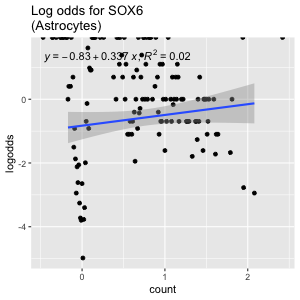 Log odds for SOX6
(Astrocytes)
y = −0.83 + 0.337 x, R² = 0.02
0
-2
-4
logodds
0
1
2
count